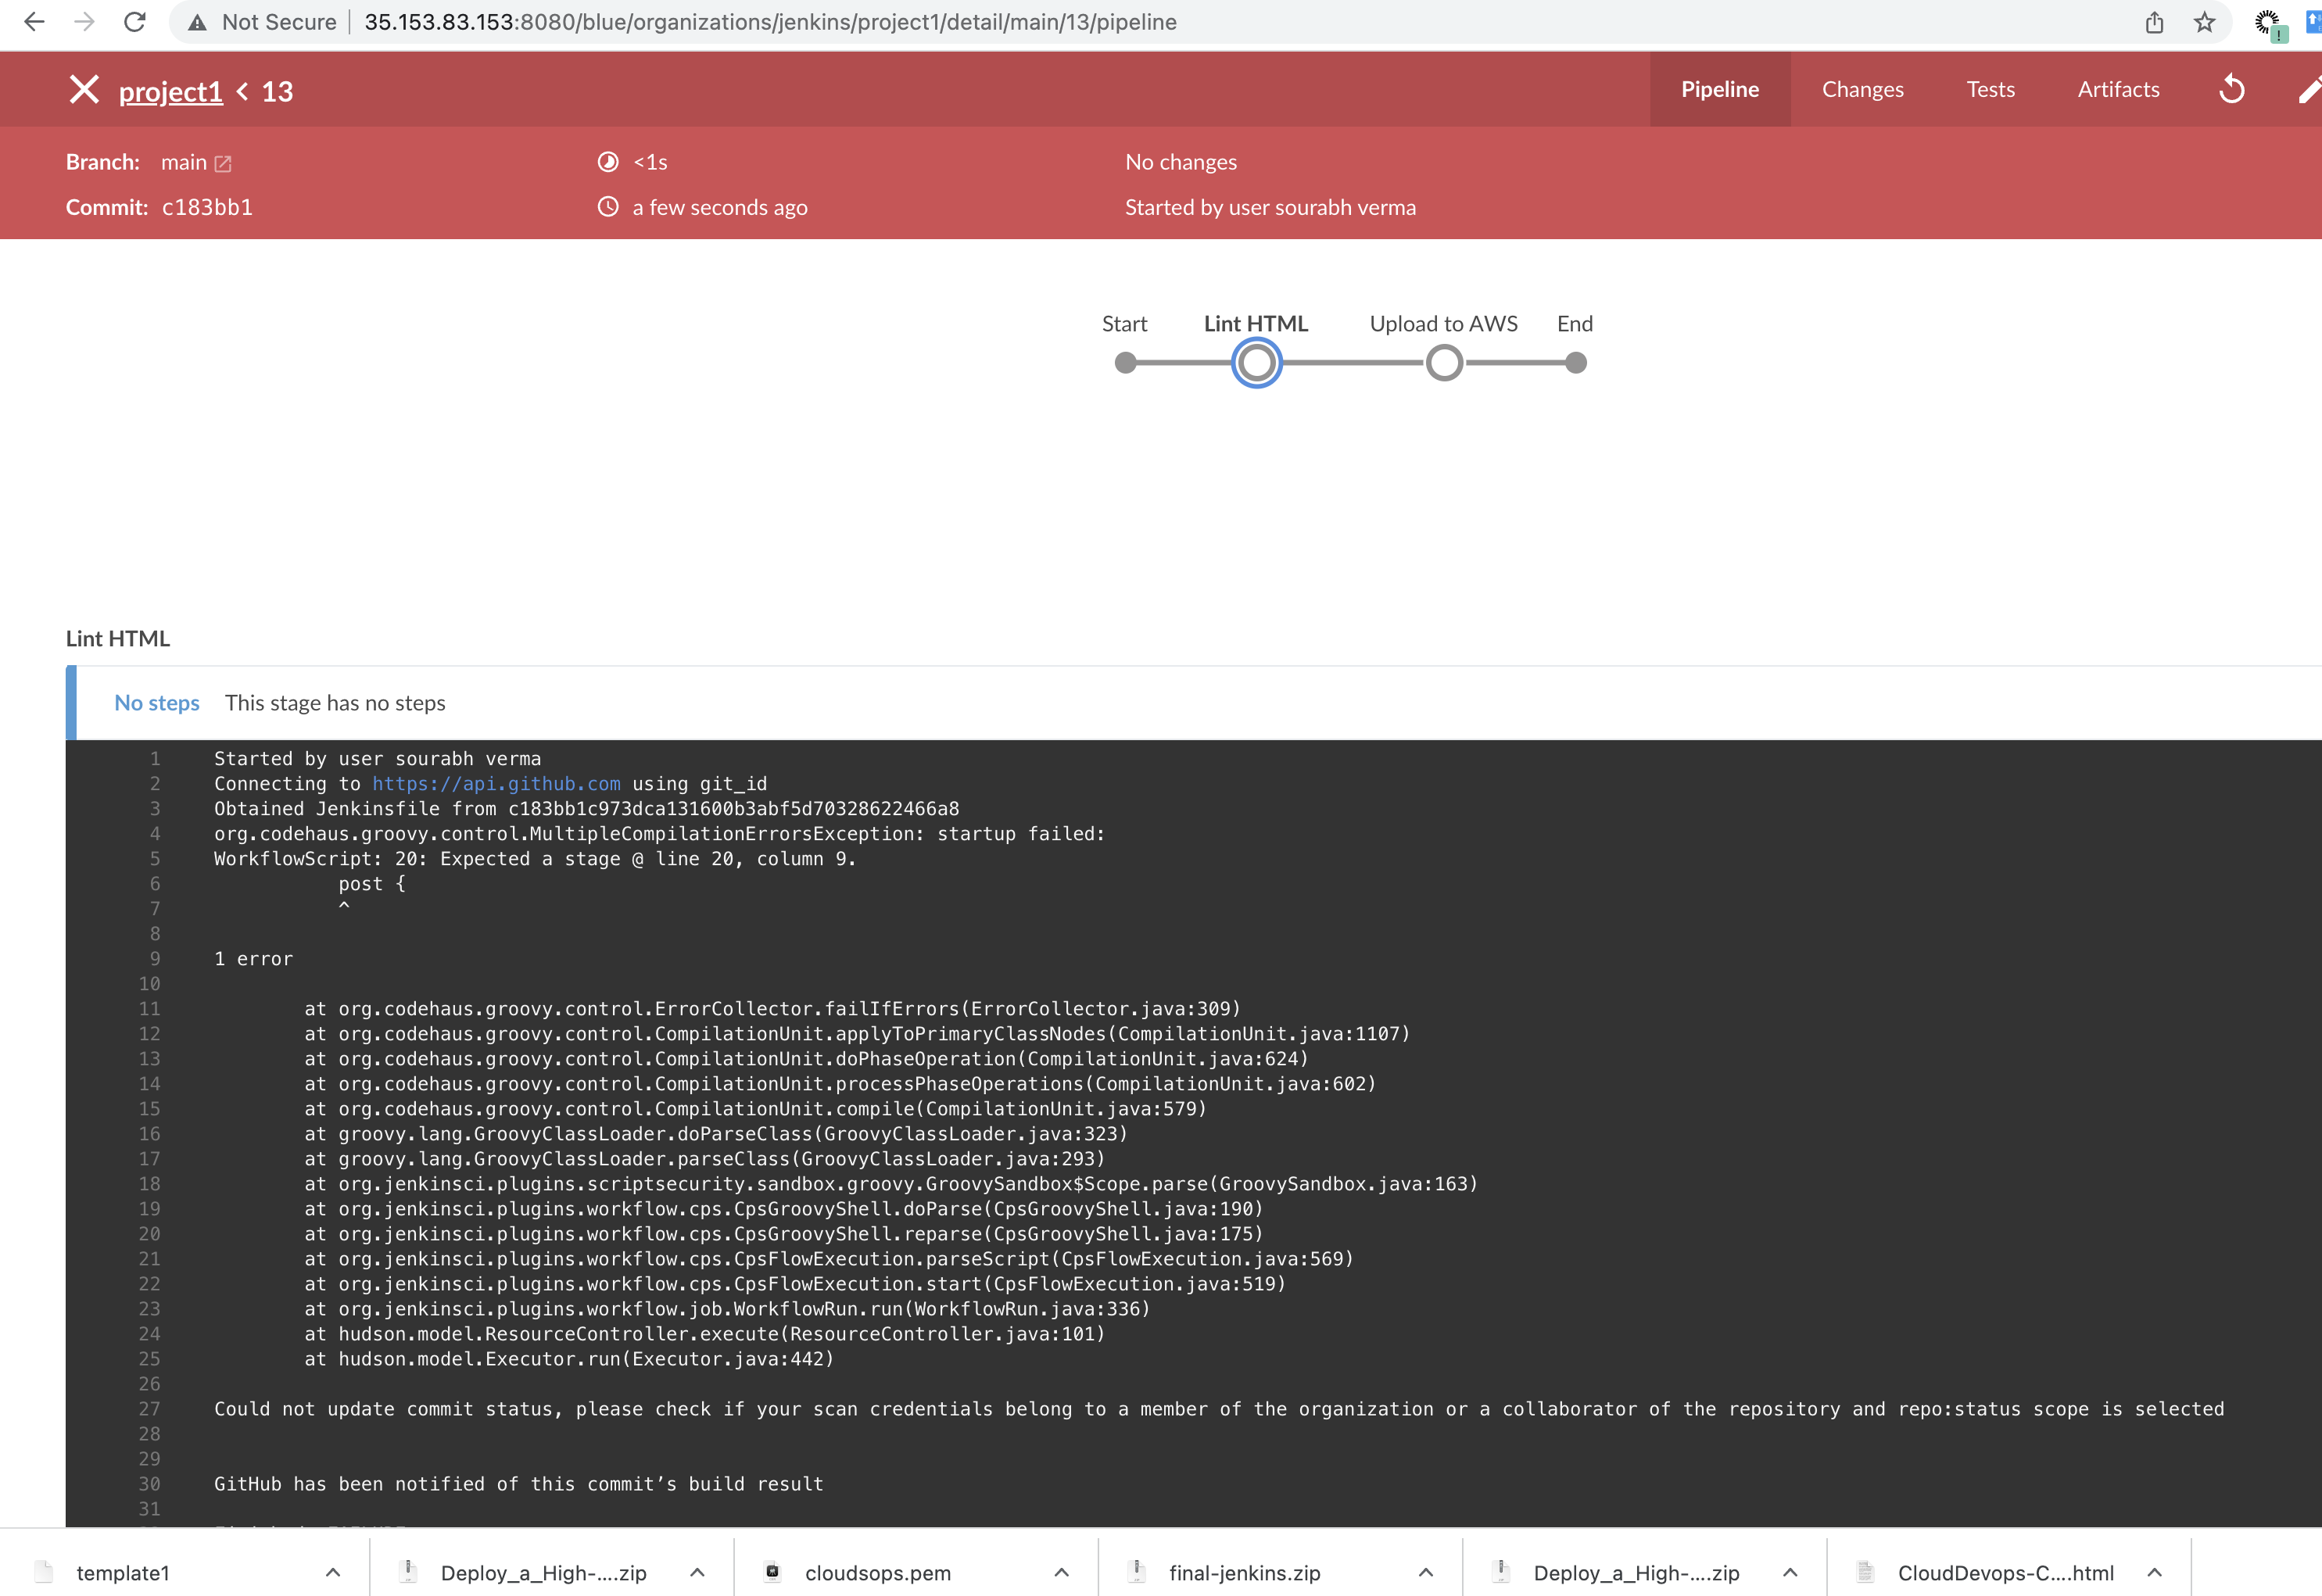 Not Secure 35.153.83.153:8080/blue/organizations/jenkins/project1/detail/main/13/pipeline
project1 < 13 Pipeline Changes Tests Artifacts
Branch: main <1s No changes
Commit: c183bb1 a few seconds ago Started by user sourabh verma
Start Lint HTML Upload to AWS End
Lint HTML
No steps This stage has no steps
1 Started by user sourabh verma
2 Connecting to https://api.github.com using git_id
3 Obtained Jenkinsfile from c183bb1c973dca131600b3abf5d70328622466a8
4 org.codehaus.groovy.control.MultipleCompilationErrorsException: startup failed:
5 WorkflowScript: 20: Expected a stage @ line 20, column 9.
6 post {
7 ^
8
9 1 error
10
11 at org.codehaus.groovy.control.ErrorCollector.failIfErrors(ErrorCollector.java:309)
12 at org.codehaus.groovy.control.CompilationUnit.applyToPrimaryClassNodes(CompilationUnit.java:1107)
13 at org.codehaus.groovy.control.CompilationUnit.doPhaseOperation(CompilationUnit.java:624)
14 at org.codehaus.groovy.control.CompilationUnit.processPhaseOperations(CompilationUnit.java:602)
15 at org.codehaus.groovy.control.CompilationUnit.compile(CompilationUnit.java:579)
16 at groovy.lang.GroovyClassLoader.doParseClass(GroovyClassLoader.java:323)
17 at groovy.lang.GroovyClassLoader.parseClass(GroovyClassLoader.java:293)
18 at org.jenkinsci.plugins.scriptsecurity.sandbox.groovy.GroovySandbox$Scope.parse(GroovySandbox.java:163)
19 at org.jenkinsci.plugins.workflow.cps.CpsGroovyShell.doParse(CpsGroovyShell.java:190)
20 at org.jenkinsci.plugins.workflow.cps.CpsGroovyShell.reparse(CpsGroovyShell.java:175)
21 at org.jenkinsci.plugins.workflow.cps.CpsFlowExecution.parseScript(CpsFlowExecution.java:569)
22 at org.jenkinsci.plugins.workflow.cps.CpsFlowExecution.start(CpsFlowExecution.java:519)
23 at org.jenkinsci.plugins.workflow.job.WorkflowRun.run(WorkflowRun.java:336)
24 at hudson.model.ResourceController.execute(ResourceController.java:101)
25 at hudson.model.Executor.run(Executor.java:442)
26
27 Could not update commit status, please check if your scan credentials belong to a member of the organization or a collaborator of the repository and repo:status scope is selected
28
29
30 GitHub has been notified of this commit’s build result
31
template1 Deploy_a_High-....zip cloudsops.pem final-jenkins.zip Deploy_a_High-....zip CloudDevops-C....html